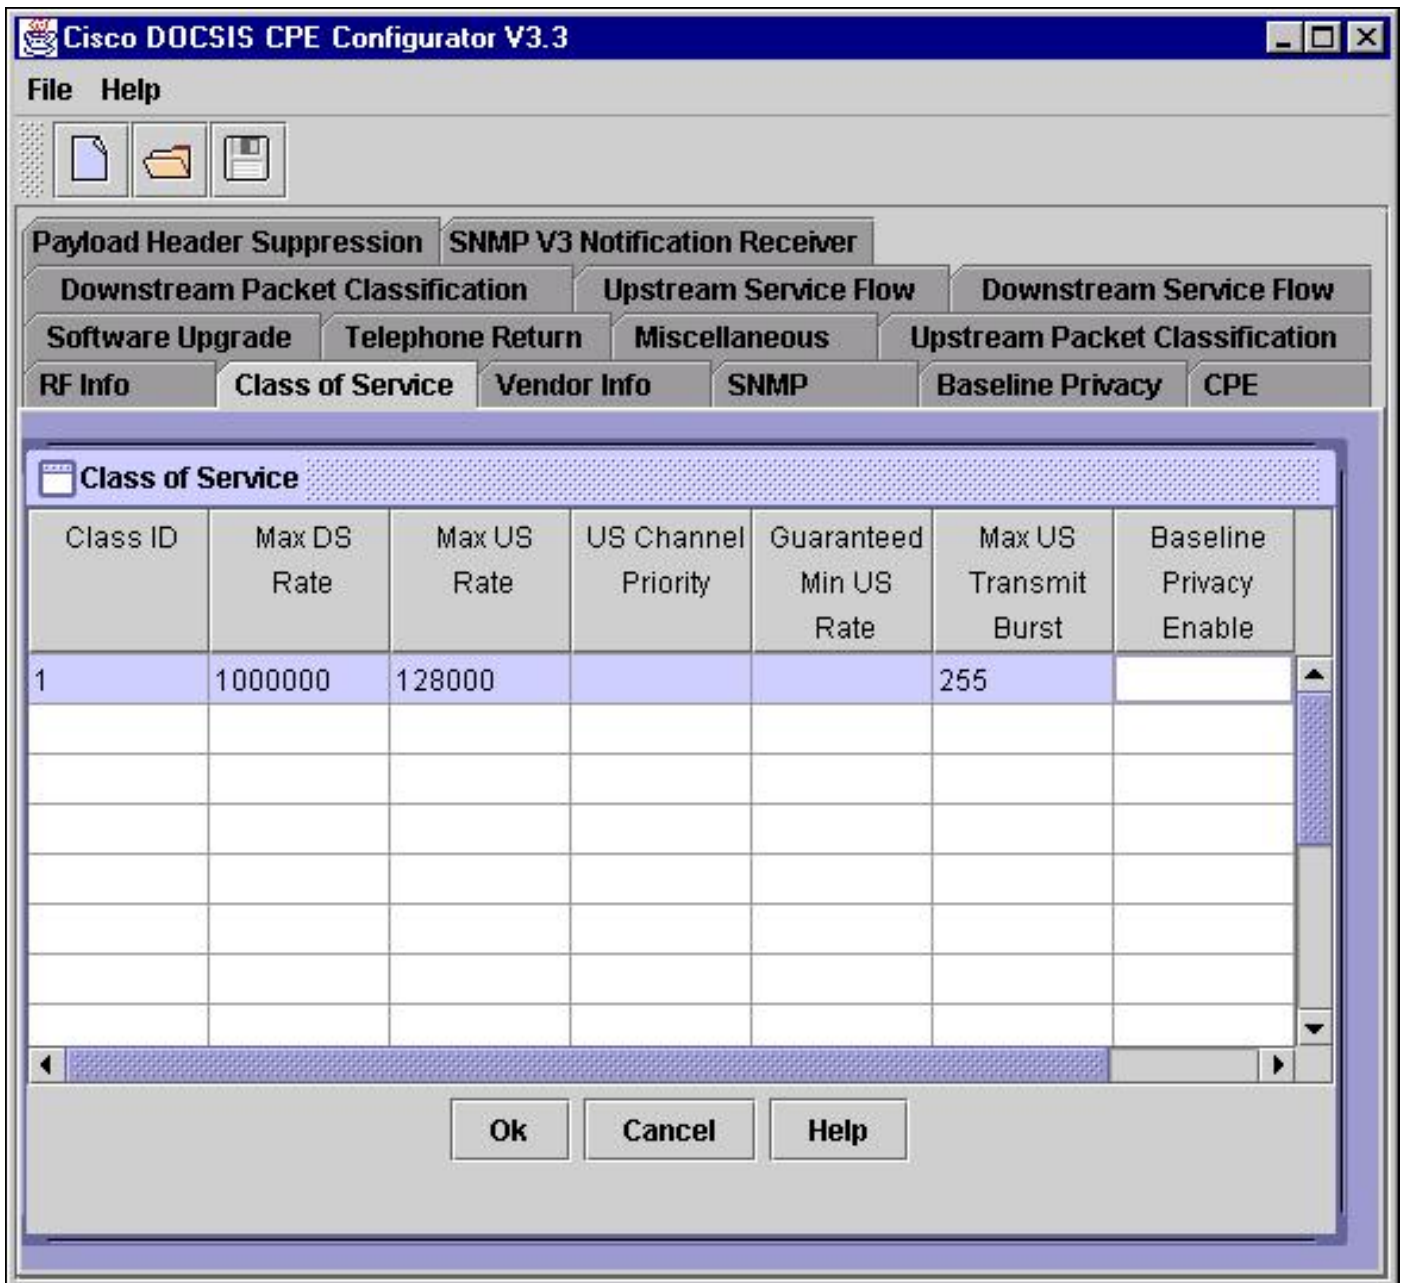 Cisco DOCSIS CPE Configurator V3.3
File Help
Payload Header Suppression SNMP V3 Notification Receiver
Downstream Packet Classification Upstream Service Flow Downstream Service Flow
Software Upgrade Telephone Return Miscellaneous Upstream Packet Classification
RF Info Class of Service Vendor Info SNMP Baseline Privacy CPE
Class of Service
Class ID Max DS Max US US Channel Guaranteed Max US Baseline
Rate Rate Priority Min US Transmit Privacy
Rate Burst Enable
1 1000000 128000 255
Ok Cancel Help